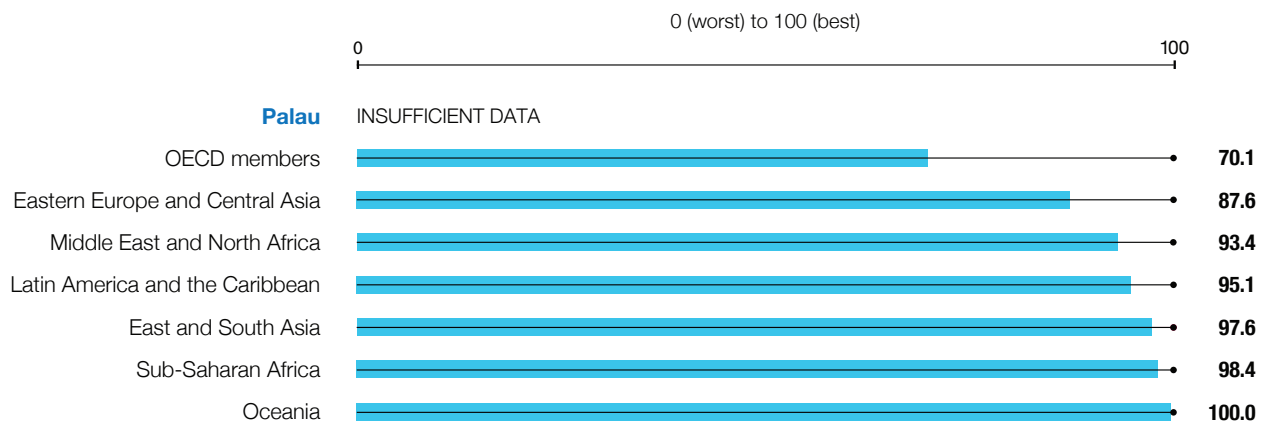 0 (worst) to 100 (best)
0 100
Palau INSUFFICIENT DATA
OECD members 70.1
Eastern Europe and Central Asia 87.6
Middle East and North Africa 93.4
Latin America and the Caribbean 95.1
East and South Asia 97.6
Sub-Saharan Africa 98.4
Oceania 100.0